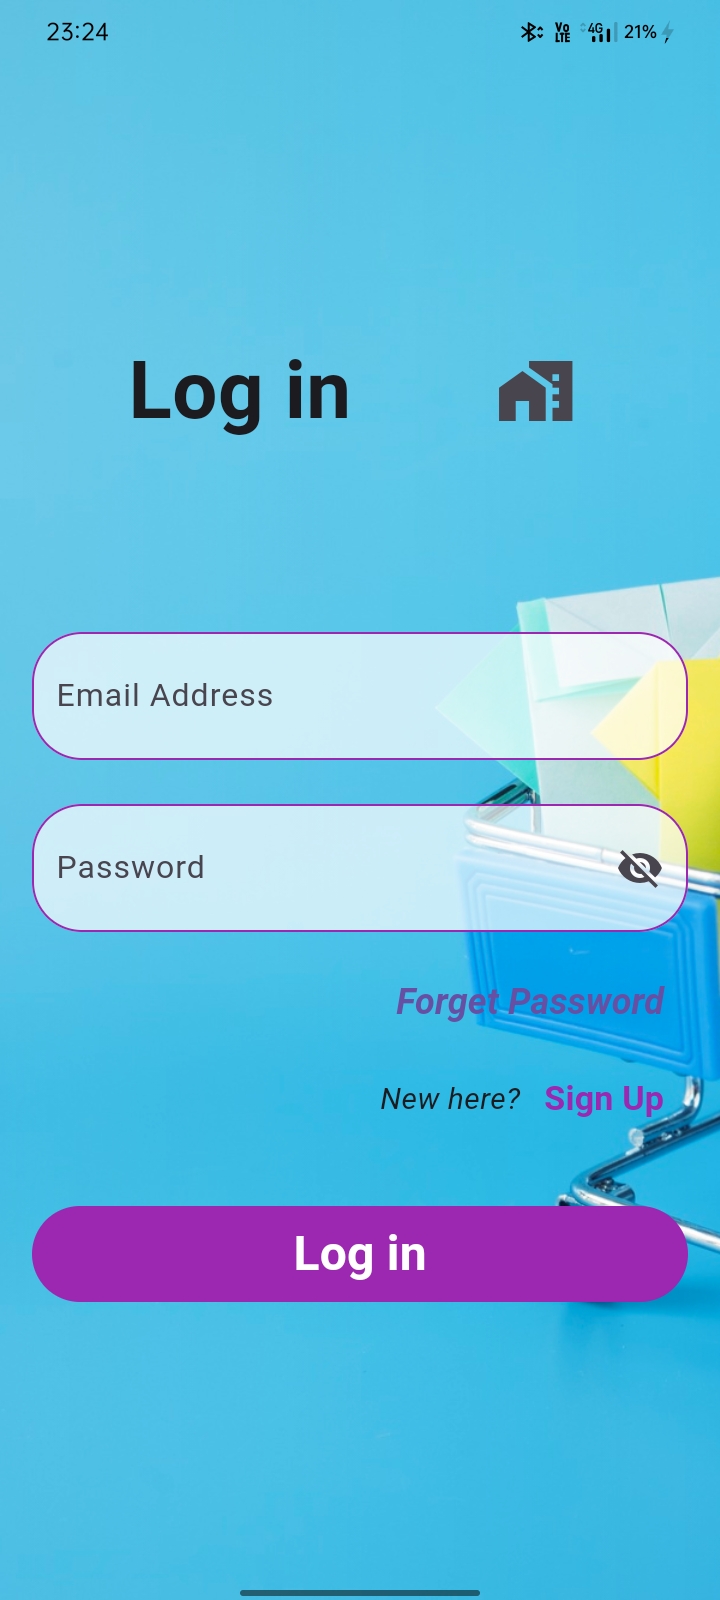 23:24 Vo LTE 4G 21%
Log in
Email Address
Password
Forget Password
New here? Sign Up
Log in